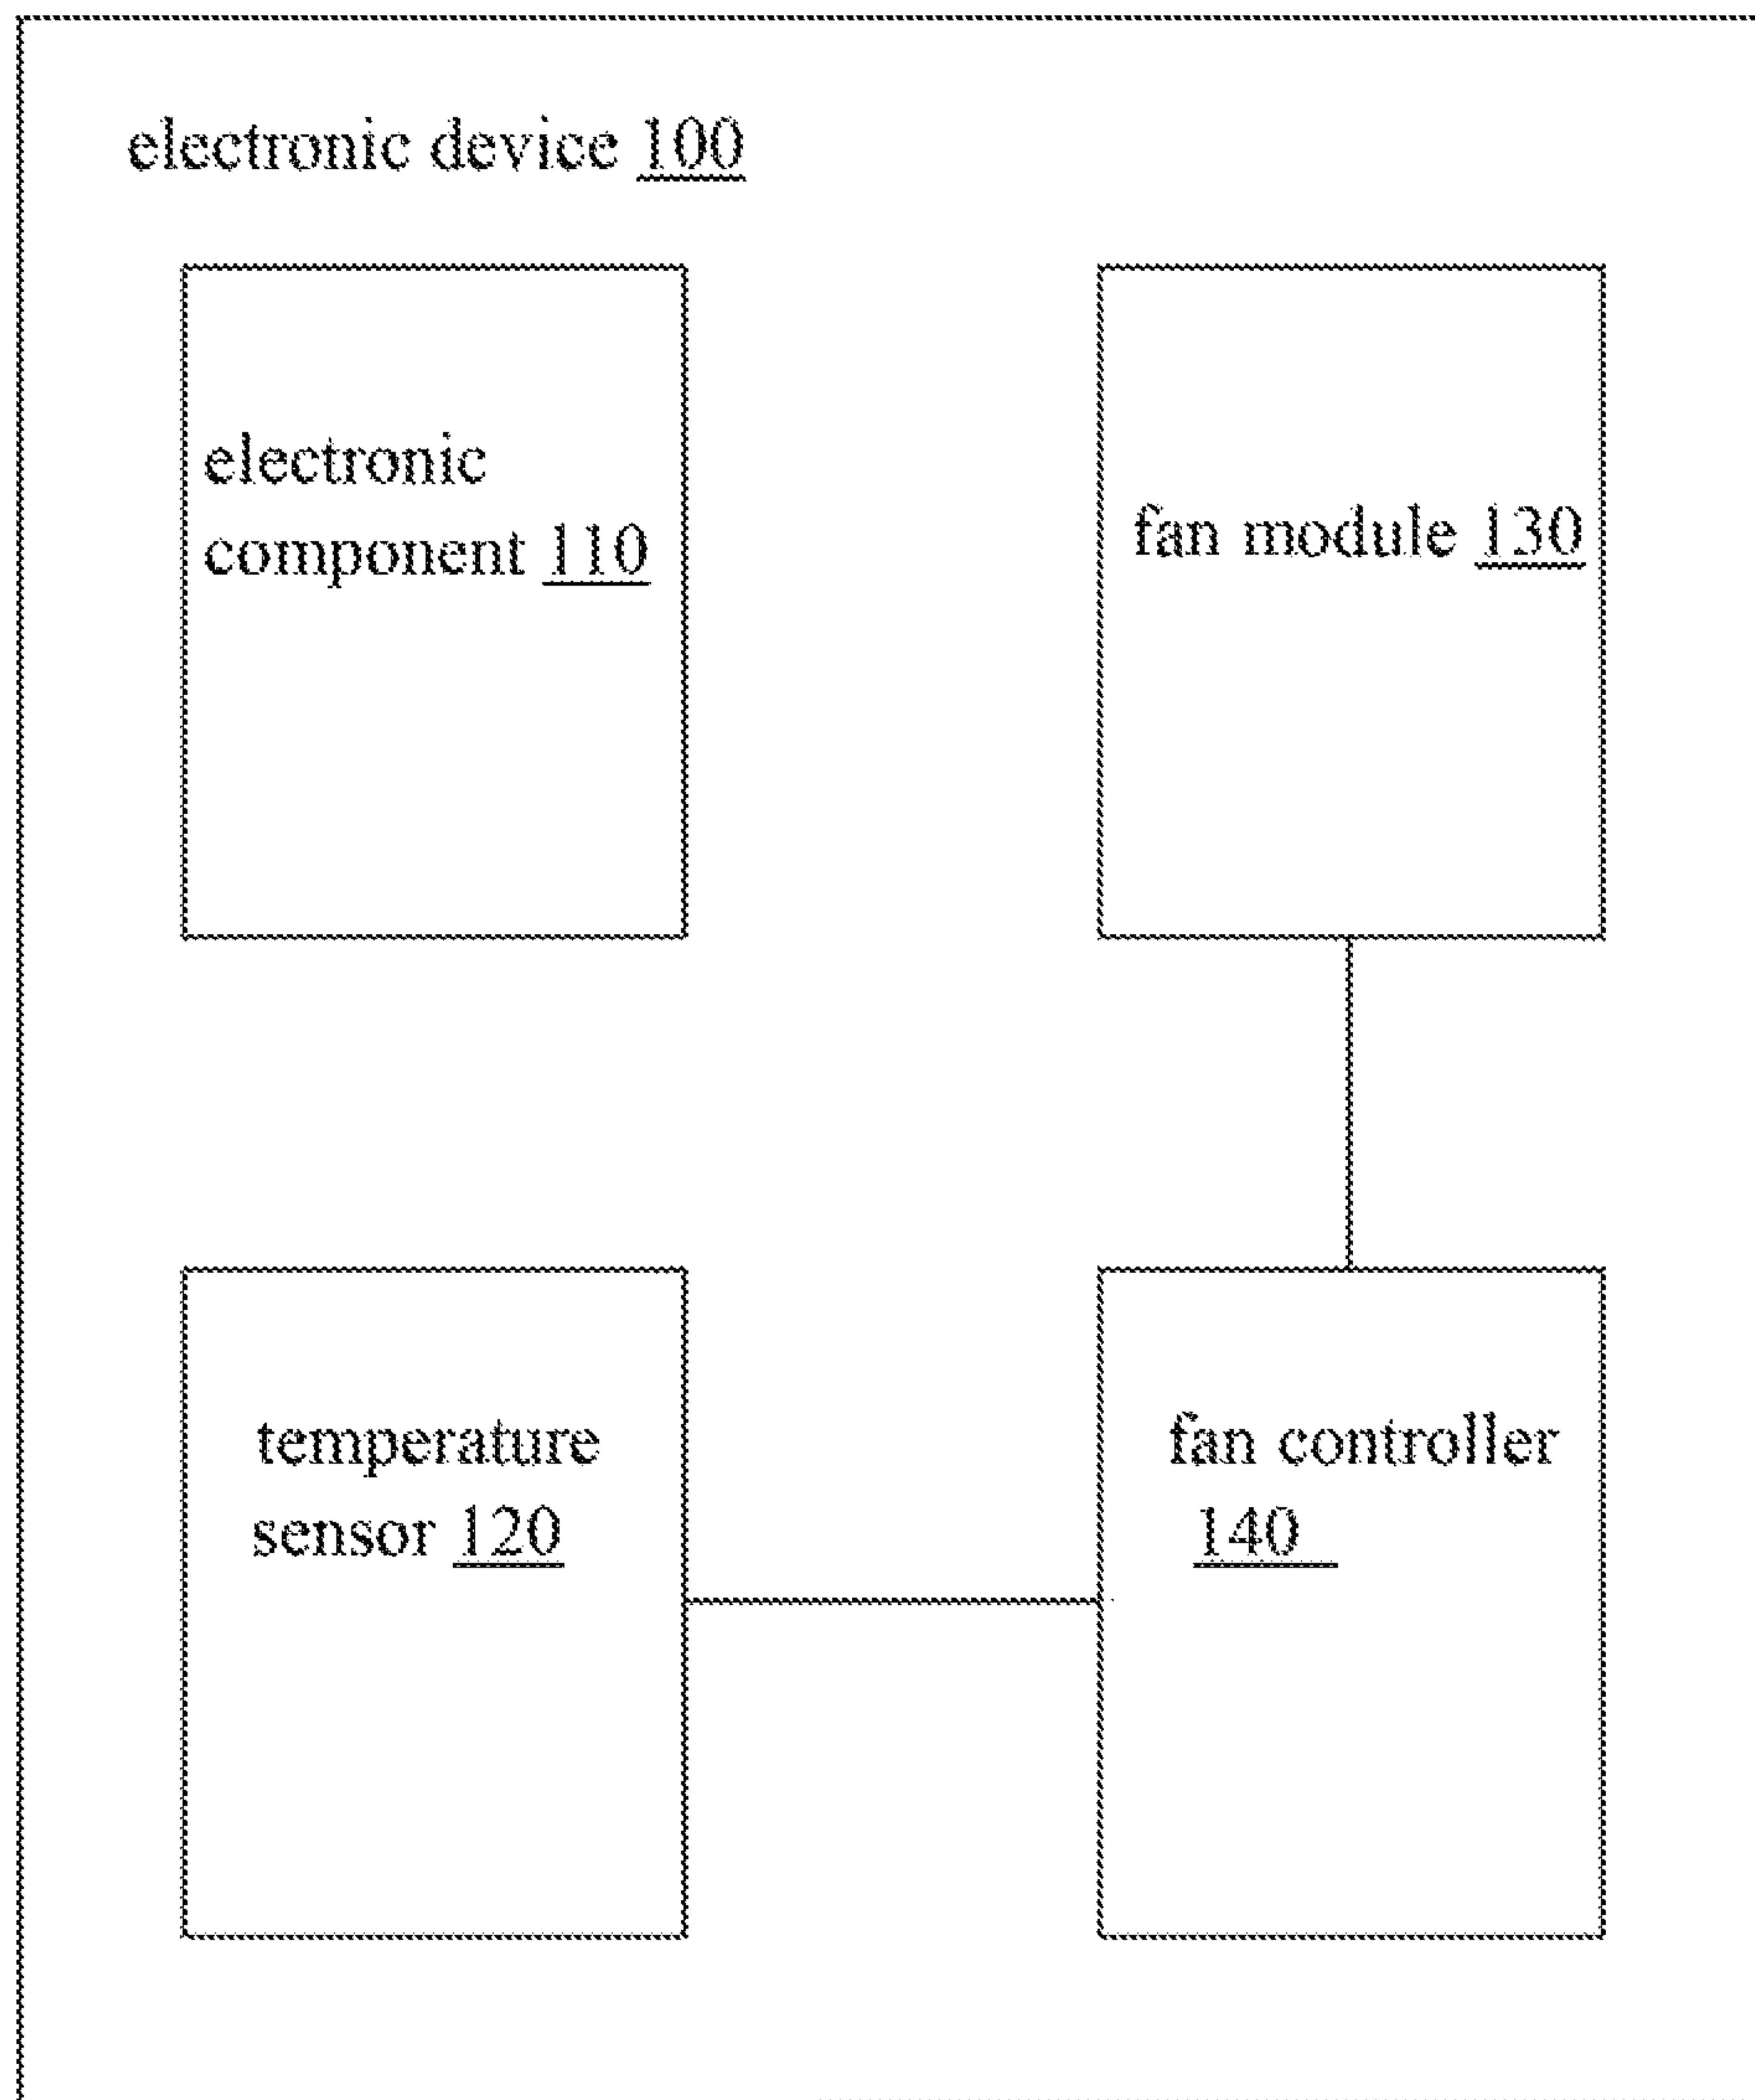 electronic device 100
electronic
component 110
fan module 130
temperature
sensor 120
fan controller
140